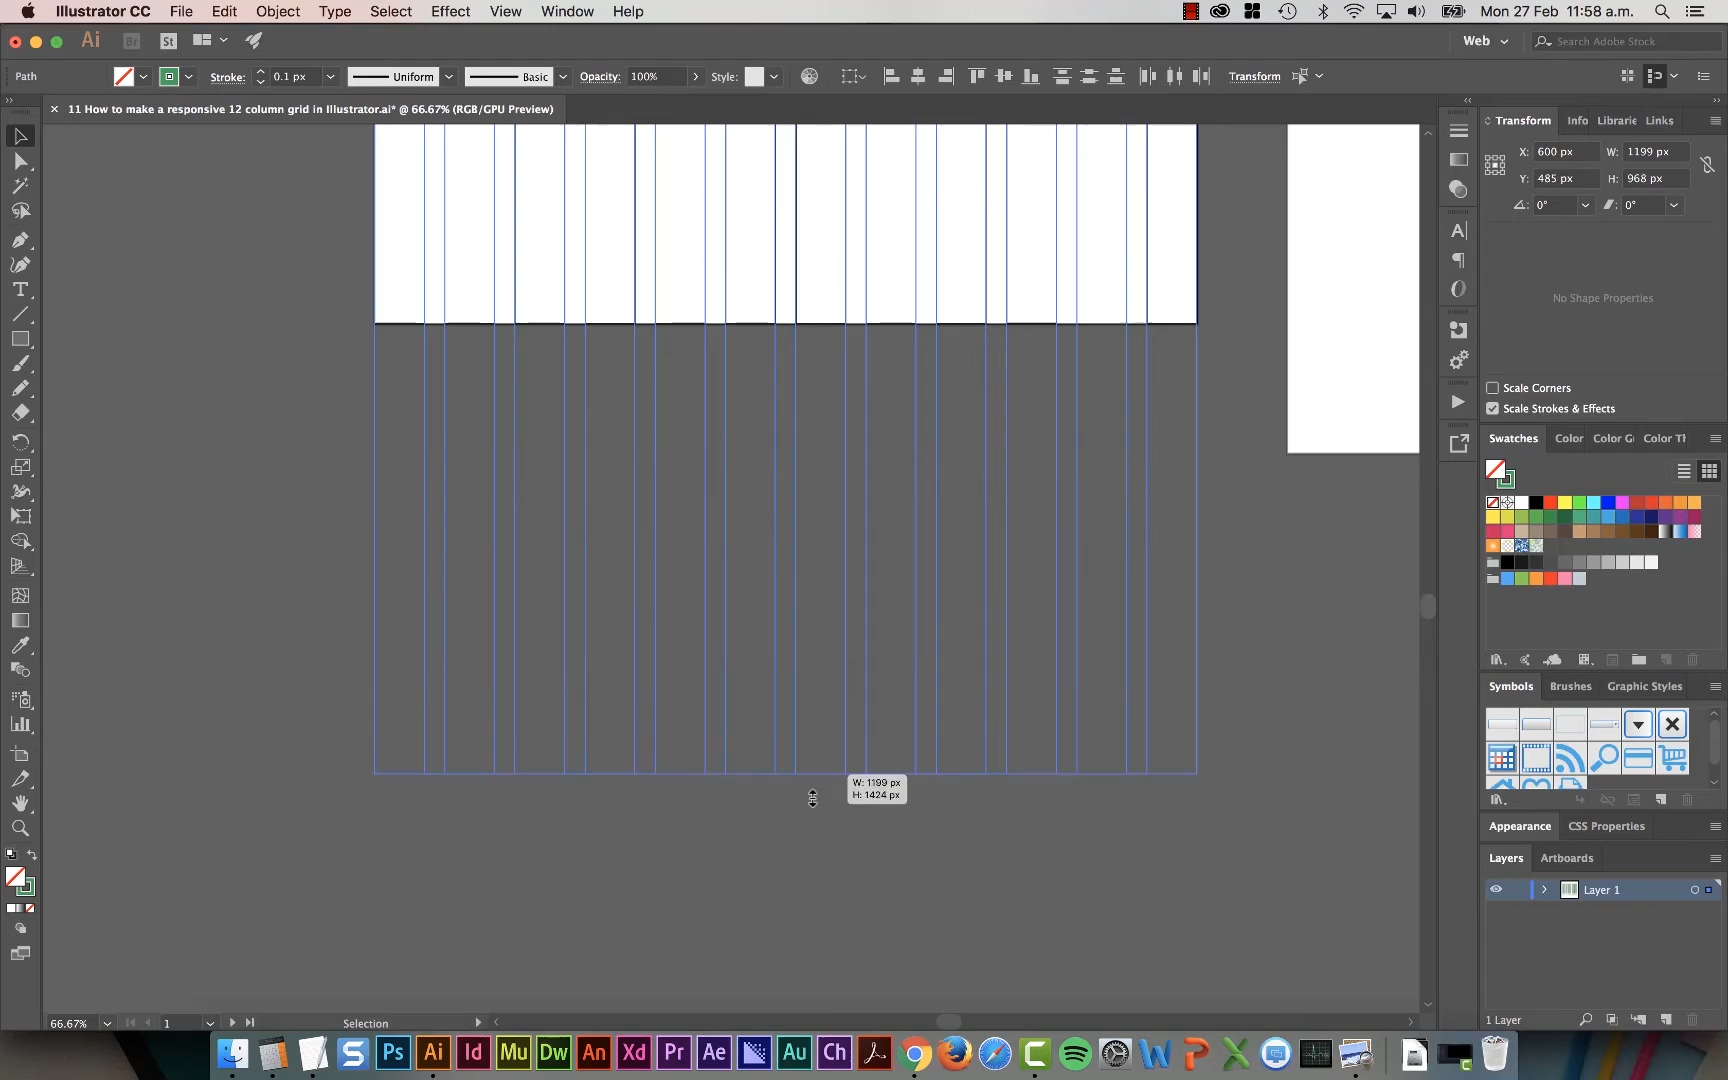 Illustrator CC File Edit Object Type Select Effect View Window Help Mon 27 Feb 11:58 a.m.
Ai Br St Web Search Adobe Stock
Path Stroke: 0.1 px Uniform Basic Opacity: 100% Style: Transform
11 How to make a responsive 12 column grid in Illustrator.ai* @ 66.67% (RGB/GPU Preview)
Transform Info Librarie Links
X: 600 px W: 1199 px
Y: 485 px H: 968 px
0° 0°
No Shape Properties
Scale Corners
Scale Strokes & Effects
Swatches Color Color G Color Tl
Symbols Brushes Graphic Styles
W: 1199 px
H: 1424 px
Appearance CSS Properties
Layers Artboards
Layer 1
66.67% 1 Selection
1 Layer
Ps Ai Id Mu Dw An Xd Pr Ae Au Ch